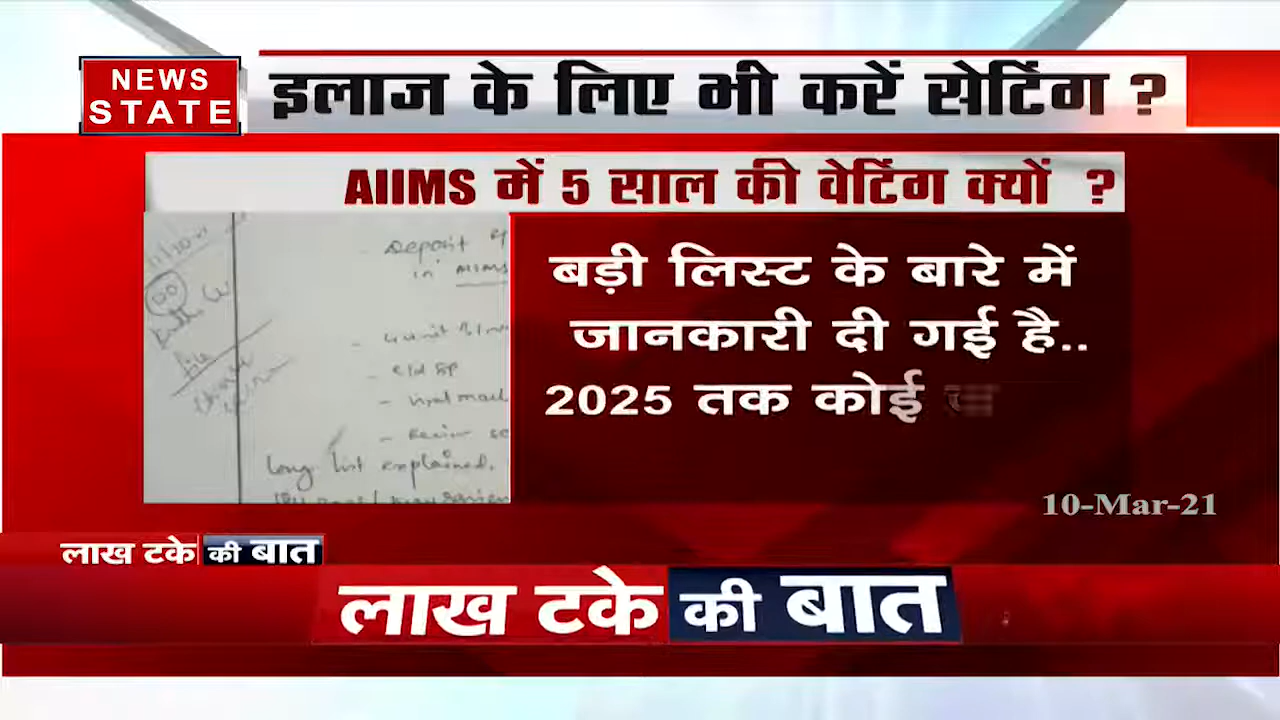 NEWS
STATE
इलाज के लिए भी करें सेटिंग ?
AIIMS में 5 साल की वेटिंग क्यों ?
बड़ी लिस्ट के बारे में
जानकारी दी गई है..
2025 तक कोई
Deposit
in AIIMS
long list explained.
10-Mar-21
लाख टके की बात
लाख टके की बात